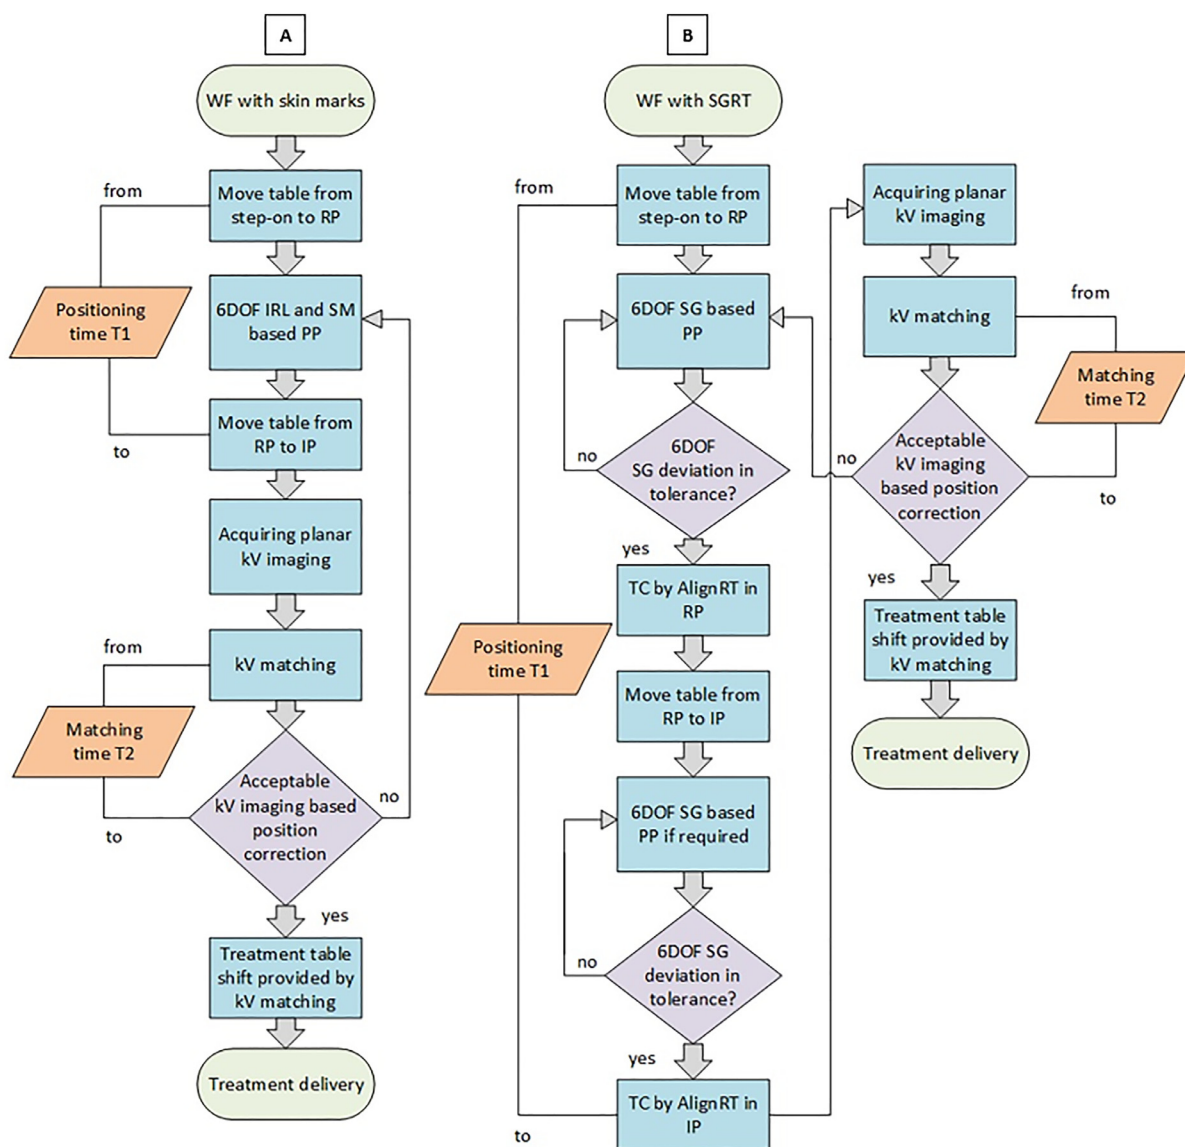 A
WF with skin marks
from
Move table from
step-on to RP
Positioning
time T1
6DOF IRL and SM
based PP
to
Move table from
RP to IP
Acquiring planar
kV imaging
from
kV matching
Matching
time T2
to
Acceptable
kV imaging based
position
correction
no
yes
Treatment table
shift provided by
kV matching
Treatment delivery
B
WF with SGRT
from
Move table from
step-on to RP
6DOF SG based
PP
6DOF
SG deviation in
tolerance?
no
yes
TC by AlignRT in
RP
Positioning
time T1
Move table from
RP to IP
6DOF SG based
PP if required
6DOF SG
deviation in
tolerance?
no
yes
TC by AlignRT in
IP
to
Acquiring planar
kV imaging
from
kV matching
Matching
time T2
Acceptable
kV imaging
based position
correction
no
to
yes
Treatment table
shift provided by
kV matching
Treatment delivery